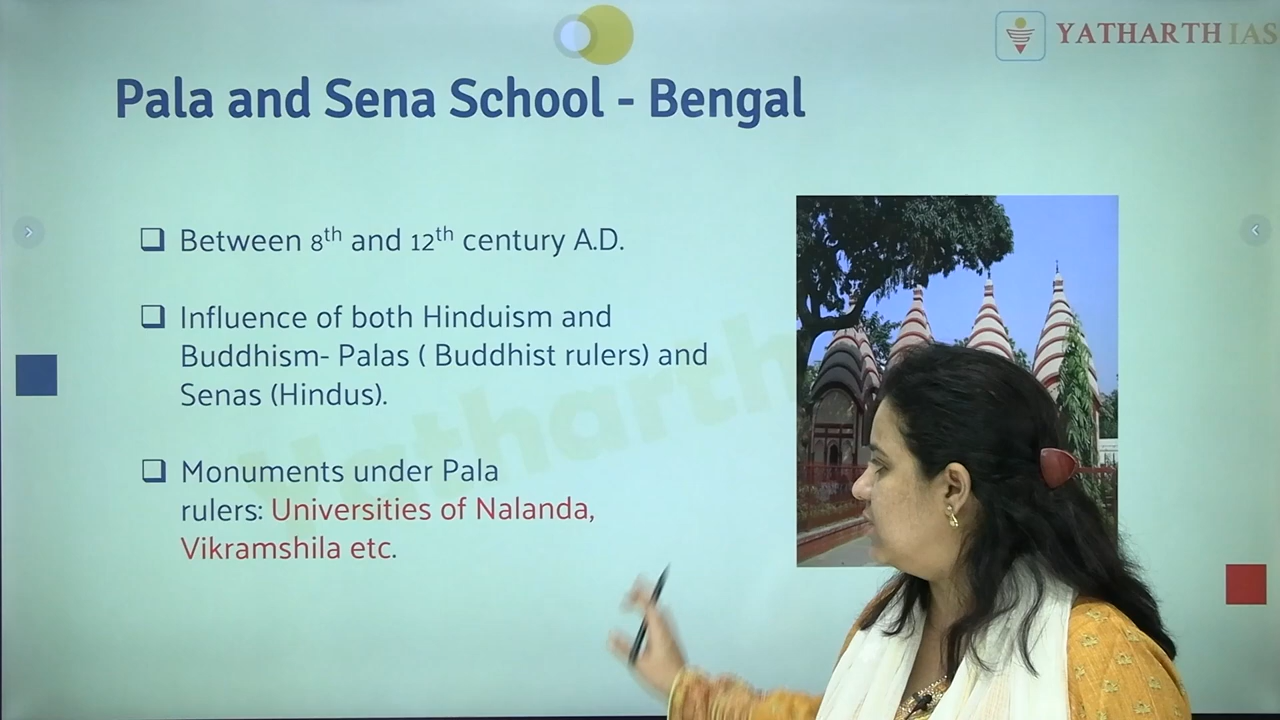 YATHARTH IAS
Pala and Sena School - Bengal
Between 8th and 12th century A.D.
Influence of both Hinduism and
Buddhism- Palas ( Buddhist rulers) and
Senas (Hindus).
Monuments under Pala
rulers: Universities of Nalanda,
Vikramshila etc.
Yatharth